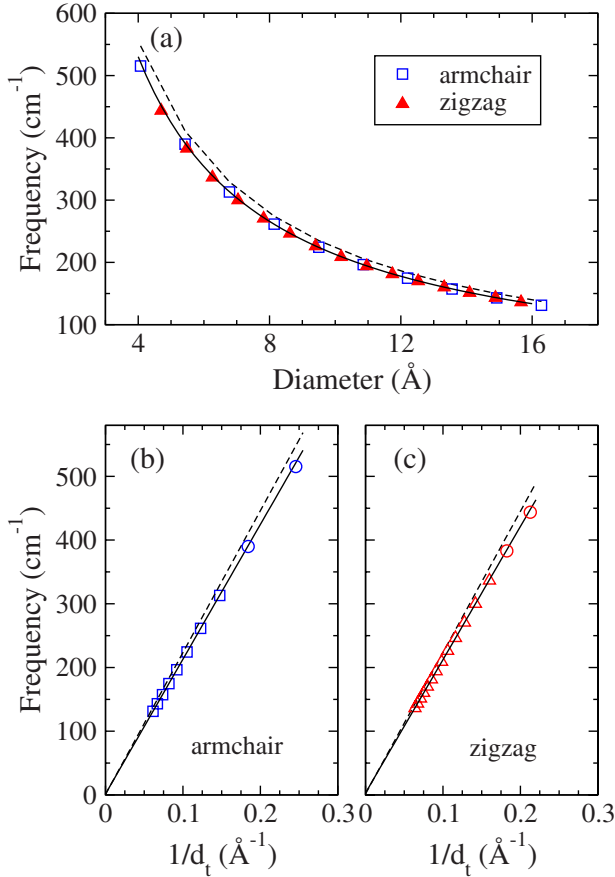 600
(a)
500
armchair
zigzag
400
300
200
100
Frequency (cm⁻¹)
4 8 12 16
Diameter (Å)
(b) (c)
500
400
300
200
100
0
Frequency (cm⁻¹)
armchair zigzag
0 0.1 0.2 0.3 0.1 0.2 0.3
1/dₜ (Å⁻¹) 1/dₜ (Å⁻¹)